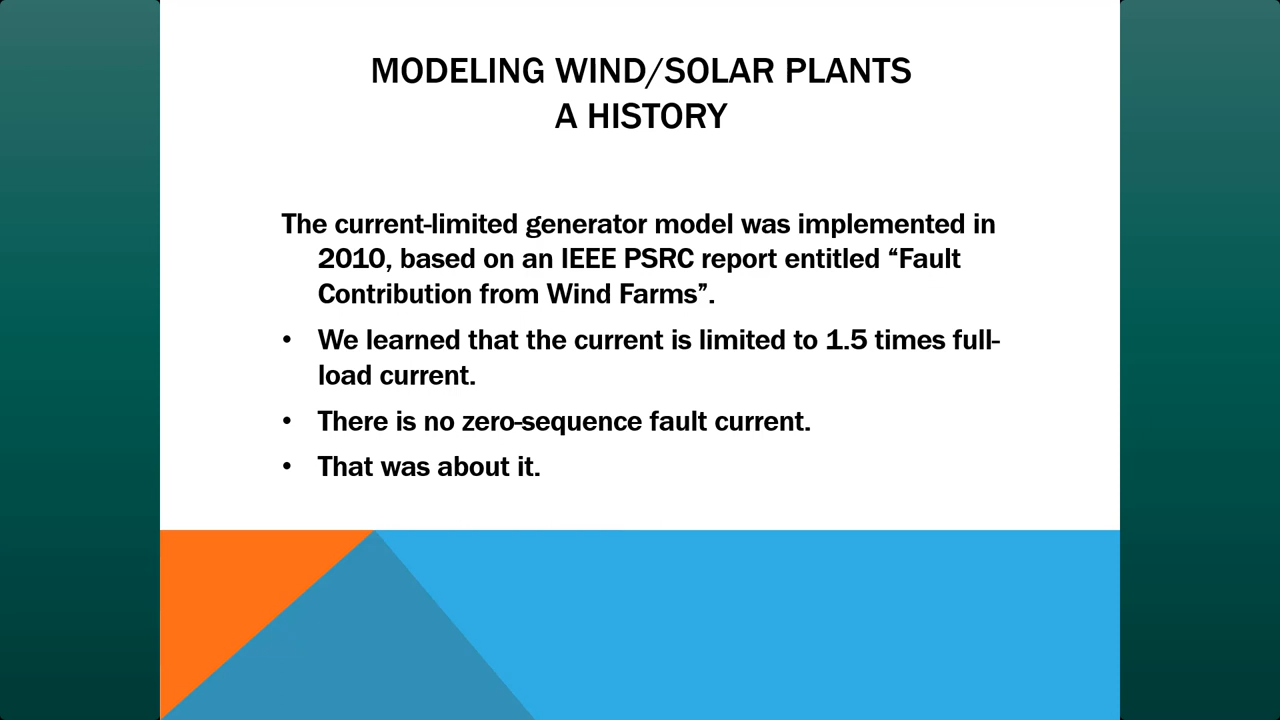 MODELING WIND/SOLAR PLANTS
A HISTORY
The current-limited generator model was implemented in
2010, based on an IEEE PSRC report entitled “Fault
Contribution from Wind Farms”.
• We learned that the current is limited to 1.5 times full-
load current.
• There is no zero-sequence fault current.
• That was about it.